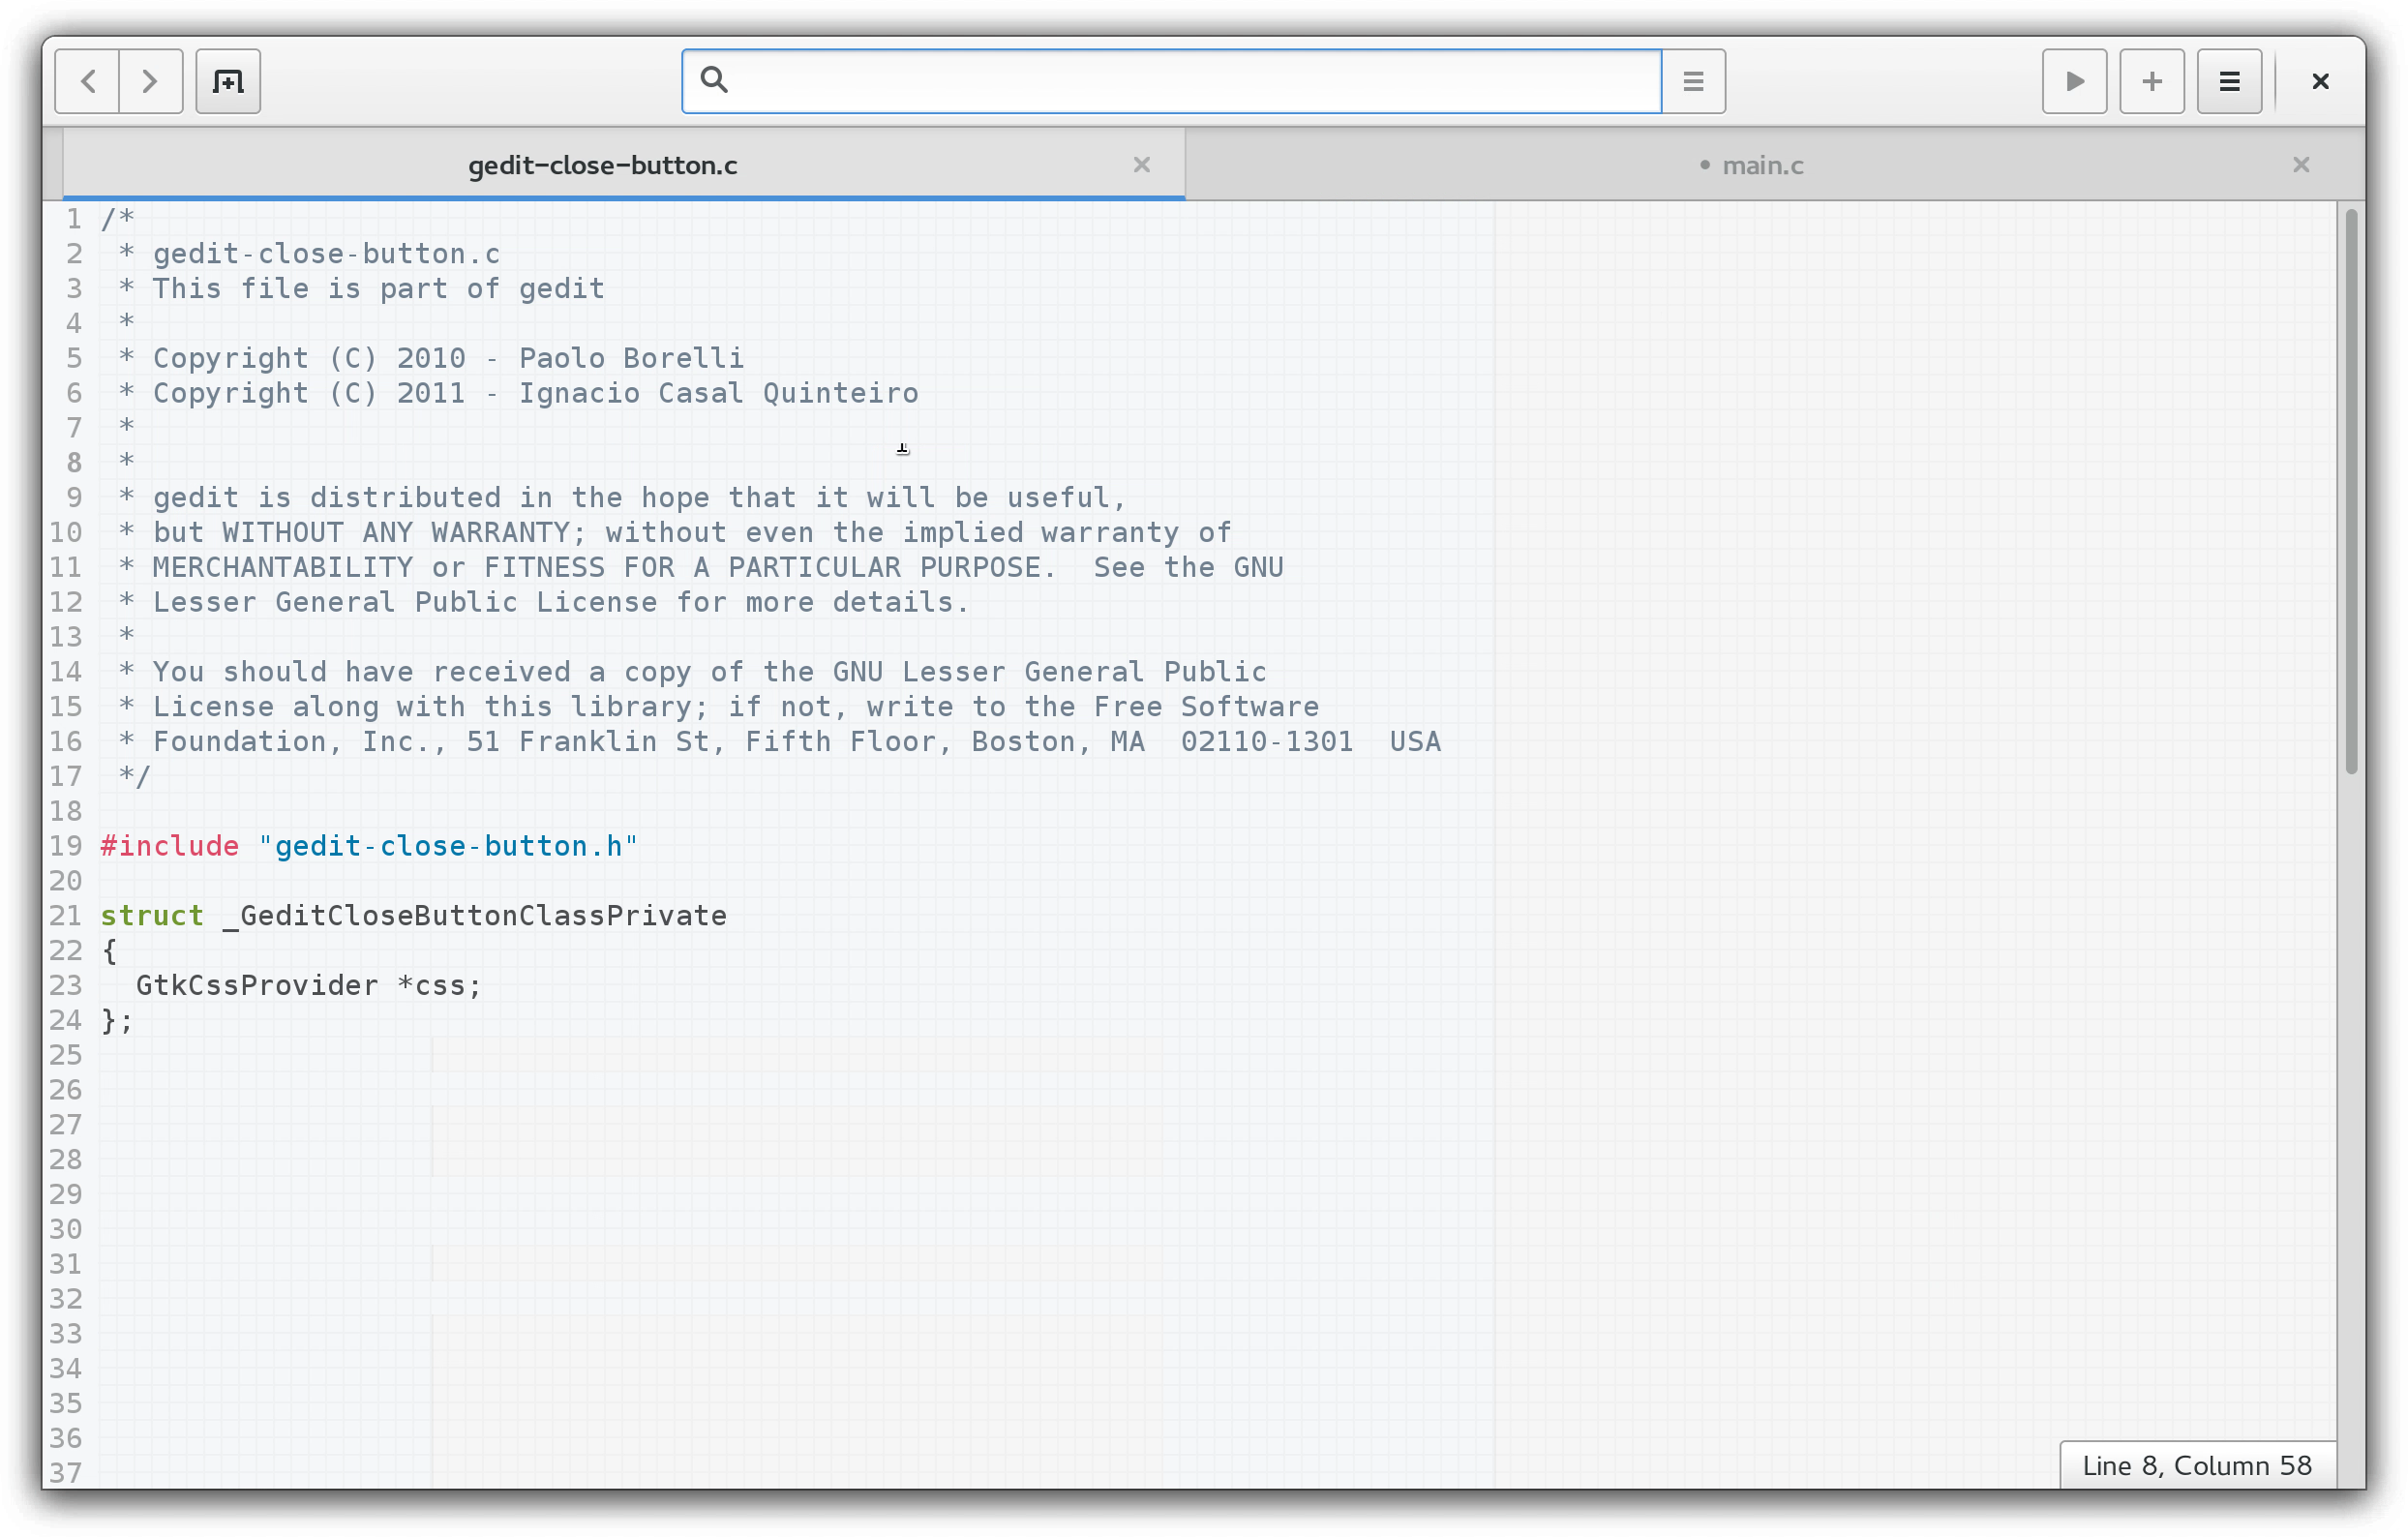 gedit-close-button.c
• main.c
1 /*
2  * gedit-close-button.c
3  * This file is part of gedit
4  *
5  * Copyright (C) 2010 - Paolo Borelli
6  * Copyright (C) 2011 - Ignacio Casal Quinteiro
7  *
8  *
9  * gedit is distributed in the hope that it will be useful,
10  * but WITHOUT ANY WARRANTY; without even the implied warranty of
11  * MERCHANTABILITY or FITNESS FOR A PARTICULAR PURPOSE.  See the GNU
12  * Lesser General Public License for more details.
13  *
14  * You should have received a copy of the GNU Lesser General Public
15  * License along with this library; if not, write to the Free Software
16  * Foundation, Inc., 51 Franklin St, Fifth Floor, Boston, MA  02110-1301  USA
17  */
18
19 #include "gedit-close-button.h"
20
21 struct _GeditCloseButtonClassPrivate
22 {
23   GtkCssProvider *css;
24 };
25
26
27
28
29
30
31
32
33
34
35
36
37
Line 8, Column 58